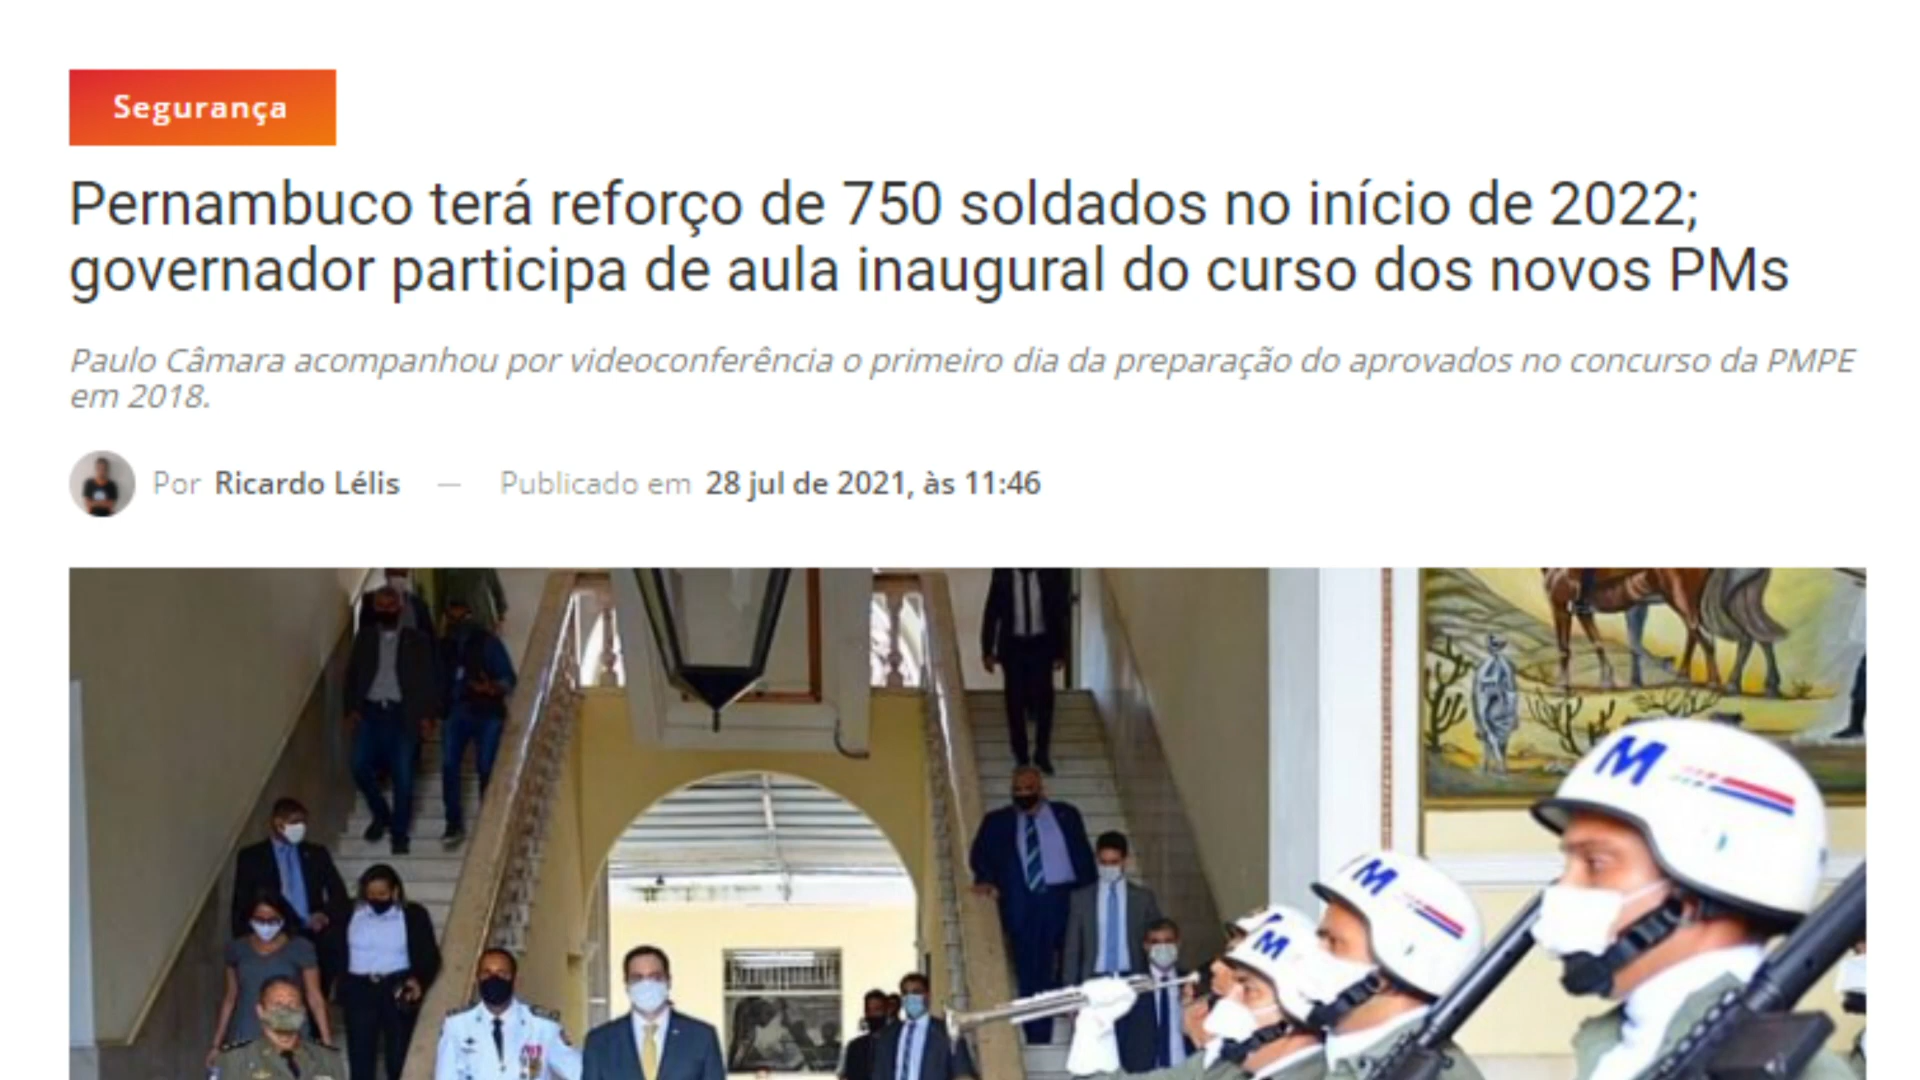 Segurança
Pernambuco terá reforço de 750 soldados no início de 2022;
governador participa de aula inaugural do curso dos novos PMs
Paulo Câmara acompanhou por videoconferência o primeiro dia da preparação do aprovados no concurso da PMPE
em 2018.
Por Ricardo Lélis — Publicado em 28 jul de 2021, às 11:46
M
M
M